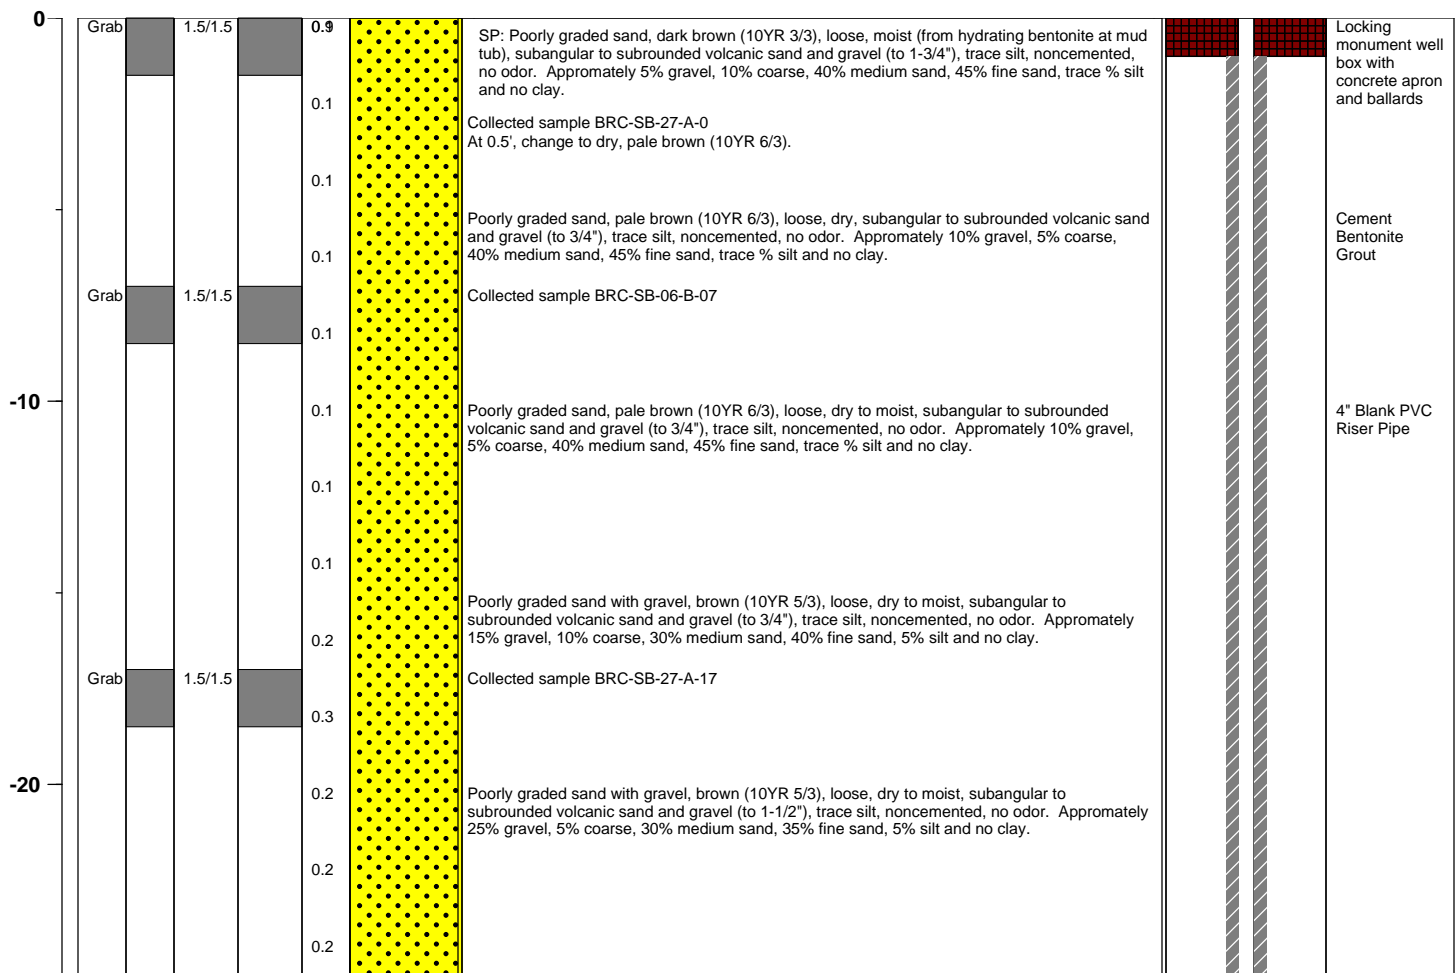 0
Grab
1.5/1.5
SP: Poorly graded sand, dark brown (10YR 3/3), loose, moist (from hydrating bentonite at mud
tub), subangular to subrounded volcanic sand and gravel (to 1-3/4"), trace silt, noncemented,
no odor.  Appromately 5% gravel, 10% coarse, 40% medium sand, 45% fine sand, trace % silt
and no clay.
Locking
monument well
box with
concrete apron
and ballards
0.1
Collected sample BRC-SB-27-A-0
At 0.5', change to dry, pale brown (10YR 6/3).
0.1
Poorly graded sand, pale brown (10YR 6/3), loose, dry, subangular to subrounded volcanic sand
and gravel (to 3/4"), trace silt, noncemented, no odor.  Appromately 10% gravel, 5% coarse,
40% medium sand, 45% fine sand, trace % silt and no clay.
Cement
Bentonite
Grout
0.1
Grab
1.5/1.5
Collected sample BRC-SB-06-B-07
0.1
-10
0.1
Poorly graded sand, pale brown (10YR 6/3), loose, dry to moist, subangular to subrounded
volcanic sand and gravel (to 3/4"), trace silt, noncemented, no odor.  Appromately 10% gravel,
5% coarse, 40% medium sand, 45% fine sand, trace % silt and no clay.
4" Blank PVC
Riser Pipe
0.1
0.1
Poorly graded sand with gravel, brown (10YR 5/3), loose, dry to moist, subangular to
subrounded volcanic sand and gravel (to 3/4"), trace silt, noncemented, no odor.  Appromately
15% gravel, 10% coarse, 30% medium sand, 40% fine sand, 5% silt and no clay.
0.2
Grab
1.5/1.5
Collected sample BRC-SB-27-A-17
0.3
-20
0.2
Poorly graded sand with gravel, brown (10YR 5/3), loose, dry to moist, subangular to
subrounded volcanic sand and gravel (to 1-1/2"), trace silt, noncemented, no odor.  Appromately
25% gravel, 5% coarse, 30% medium sand, 35% fine sand, 5% silt and no clay.
0.2
0.2